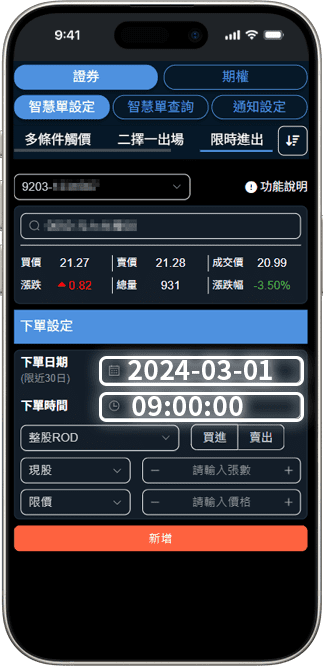 9:41
證券 期權
智慧單設定 智慧單查詢 通知設定
多條件觸價 二擇一出場 限時進出
9203- 功能說明
買價 21.27 賣價 21.28 成交價 20.99
漲跌 ▲0.82 總量 931 漲跌幅 -3.50%
下單設定
下單日期 2024-03-01
(限近30日)
下單時間 09:00:00
整股ROD 買進 賣出
現股 － 請輸入張數 ＋
限價 － 請輸入價格 ＋
新增